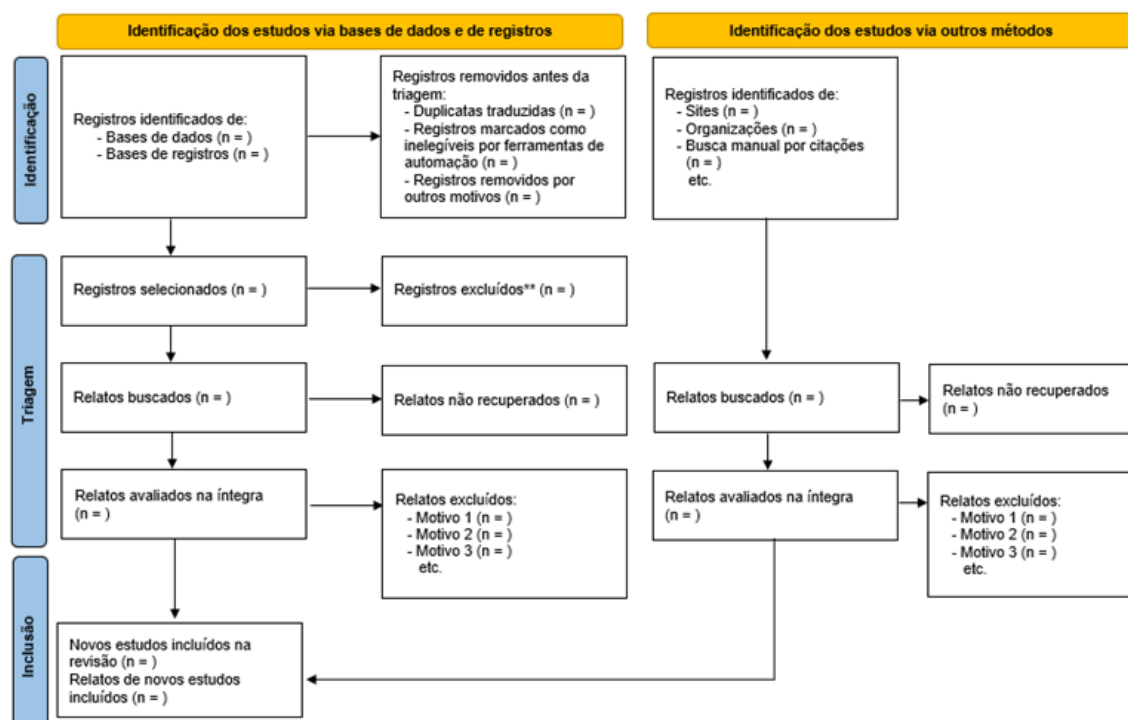 Identificação dos estudos via bases de dados e de registros
Identificação dos estudos via outros métodos
Identificação
Registros identificados de:
- Bases de dados (n = )
- Bases de registros (n = )
Registros removidos antes da
triagem:
- Duplicatas traduzidas (n = )
- Registros marcados como
inelegíveis por ferramentas de
automação (n = )
- Registros removidos por
outros motivos (n = )
Registros identificados de:
- Sites (n = )
- Organizações (n = )
- Busca manual por citações
(n = )
etc.
Triagem
Registros selecionados (n = )
Registros excluídos** (n = )
Relatos buscados (n = )
Relatos não recuperados (n = )
Relatos buscados (n = )
Relatos não recuperados
(n = )
Relatos avaliados na íntegra
(n = )
Relatos excluídos:
- Motivo 1 (n = )
- Motivo 2 (n = )
- Motivo 3 (n = )
etc.
Relatos avaliados na íntegra
(n = )
Relatos excluídos:
- Motivo 1 (n = )
- Motivo 2 (n = )
- Motivo 3 (n = )
etc.
Inclusão
Novos estudos incluídos na
revisão (n = )
Relatos de novos estudos
incluídos (n = )